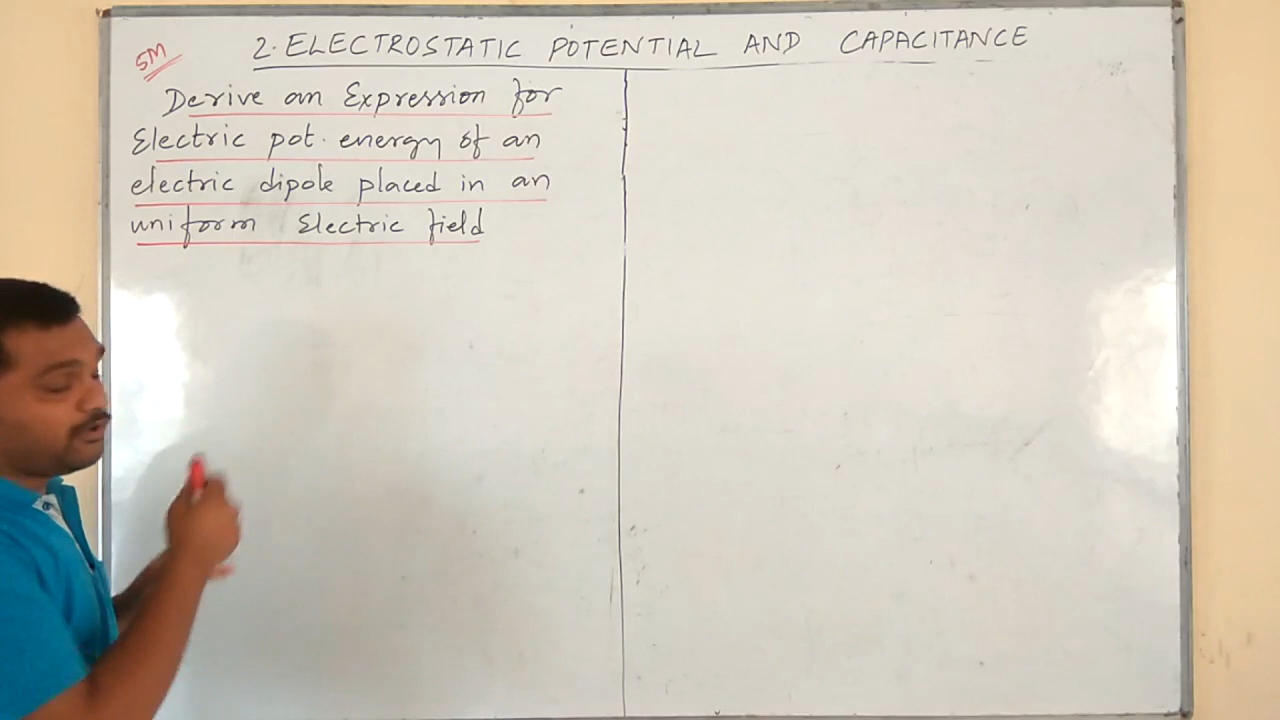 5M
2. ELECTROSTATIC POTENTIAL AND CAPACITANCE
Derive an Expression for
Electric pot. energy of an
electric dipole placed in an
uniform Electric field